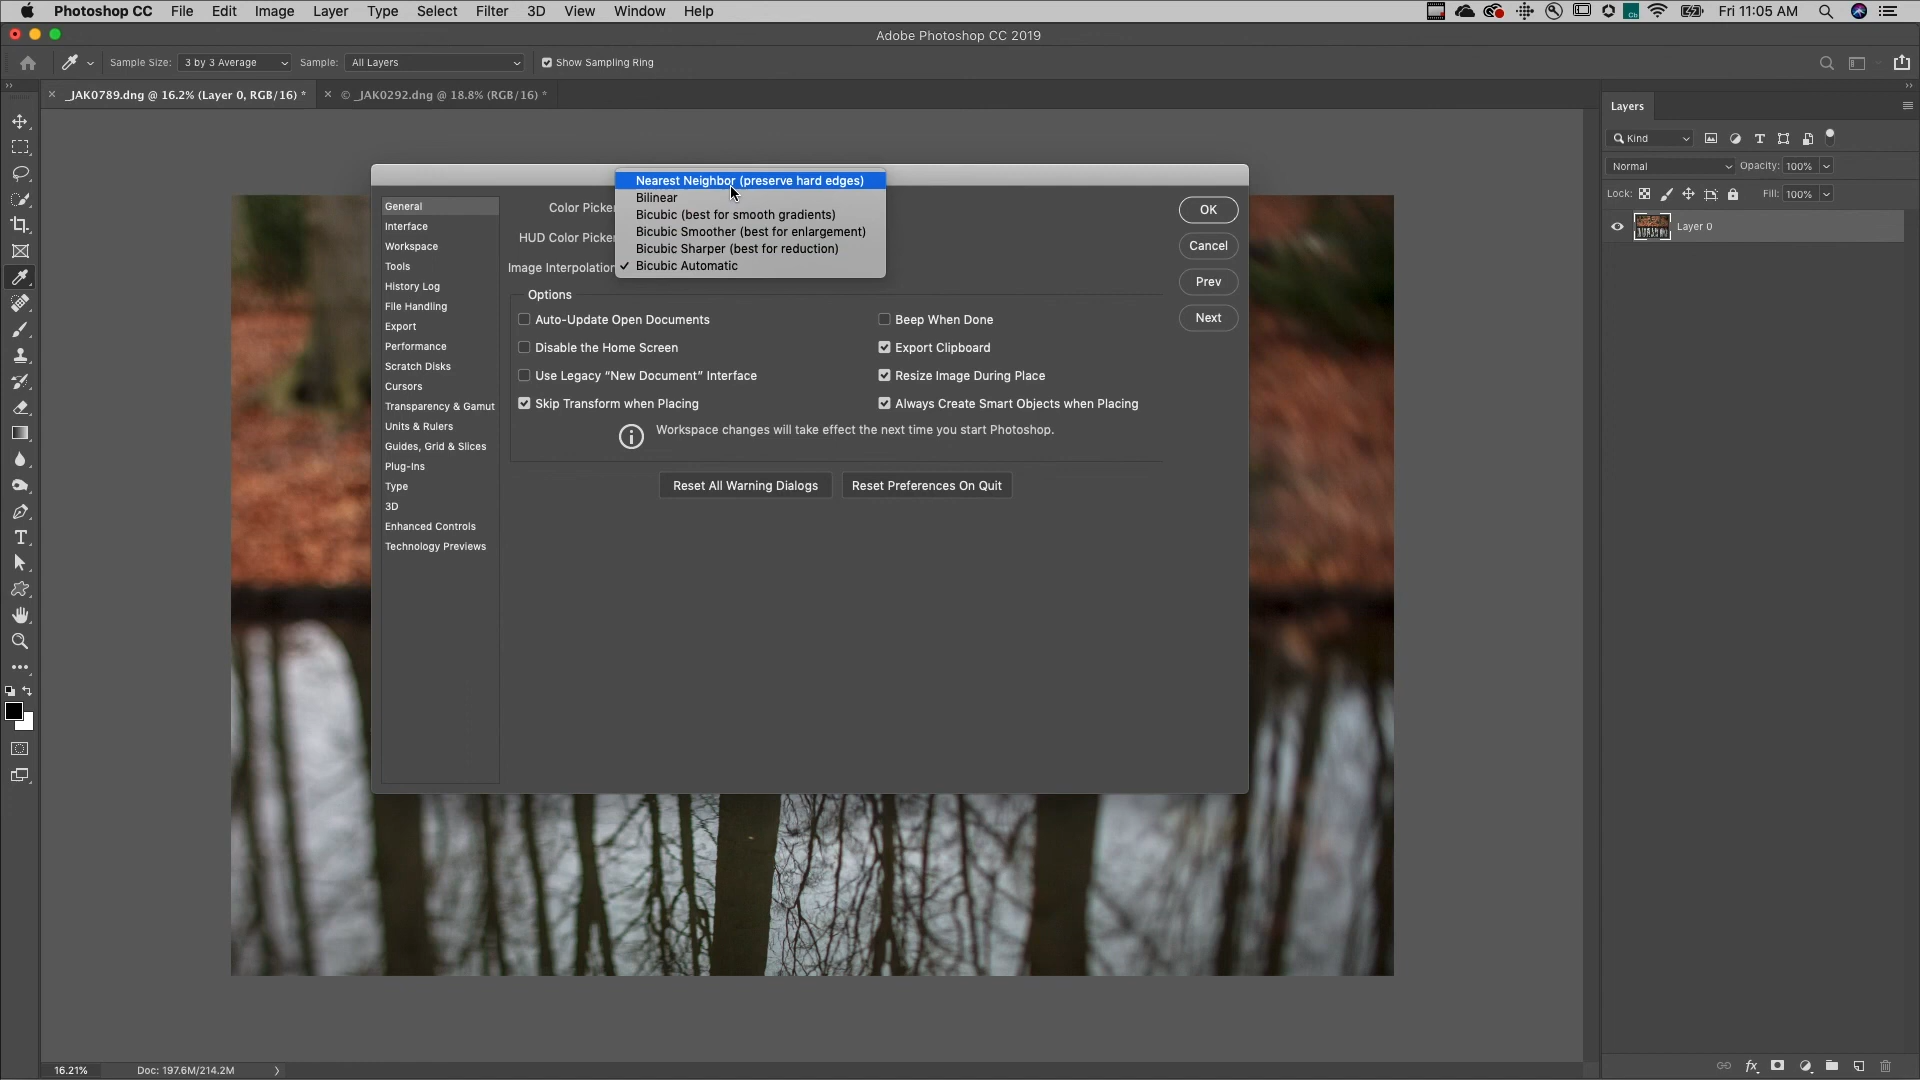 Photoshop CC File Edit Image Layer Type Select Filter 3D View Window Help Fri 11:05 AM
Adobe Photoshop CC 2019
Sample Size: 3 by 3 Average Sample: All Layers Show Sampling Ring
_JAK0789.dng @ 16.2% (Layer 0, RGB/16) * © _JAK0292.dng @ 18.8% (RGB/16) *
Layers
Kind
Normal Opacity: 100%
Lock: Fill: 100%
Layer 0
General
Interface
Workspace
Tools
History Log
File Handling
Export
Performance
Scratch Disks
Cursors
Transparency & Gamut
Units & Rulers
Guides, Grid & Slices
Plug-Ins
Type
3D
Enhanced Controls
Technology Previews
Color Picker
HUD Color Picker
Image Interpolation
Nearest Neighbor (preserve hard edges)
Bilinear
Bicubic (best for smooth gradients)
Bicubic Smoother (best for enlargement)
Bicubic Sharper (best for reduction)
✓ Bicubic Automatic
Options
Auto-Update Open Documents Beep When Done
Disable the Home Screen Export Clipboard
Use Legacy “New Document” Interface Resize Image During Place
Skip Transform when Placing Always Create Smart Objects when Placing
Workspace changes will take effect the next time you start Photoshop.
Reset All Warning Dialogs Reset Preferences On Quit
OK
Cancel
Prev
Next
16.21% Doc: 197.6M/214.2M